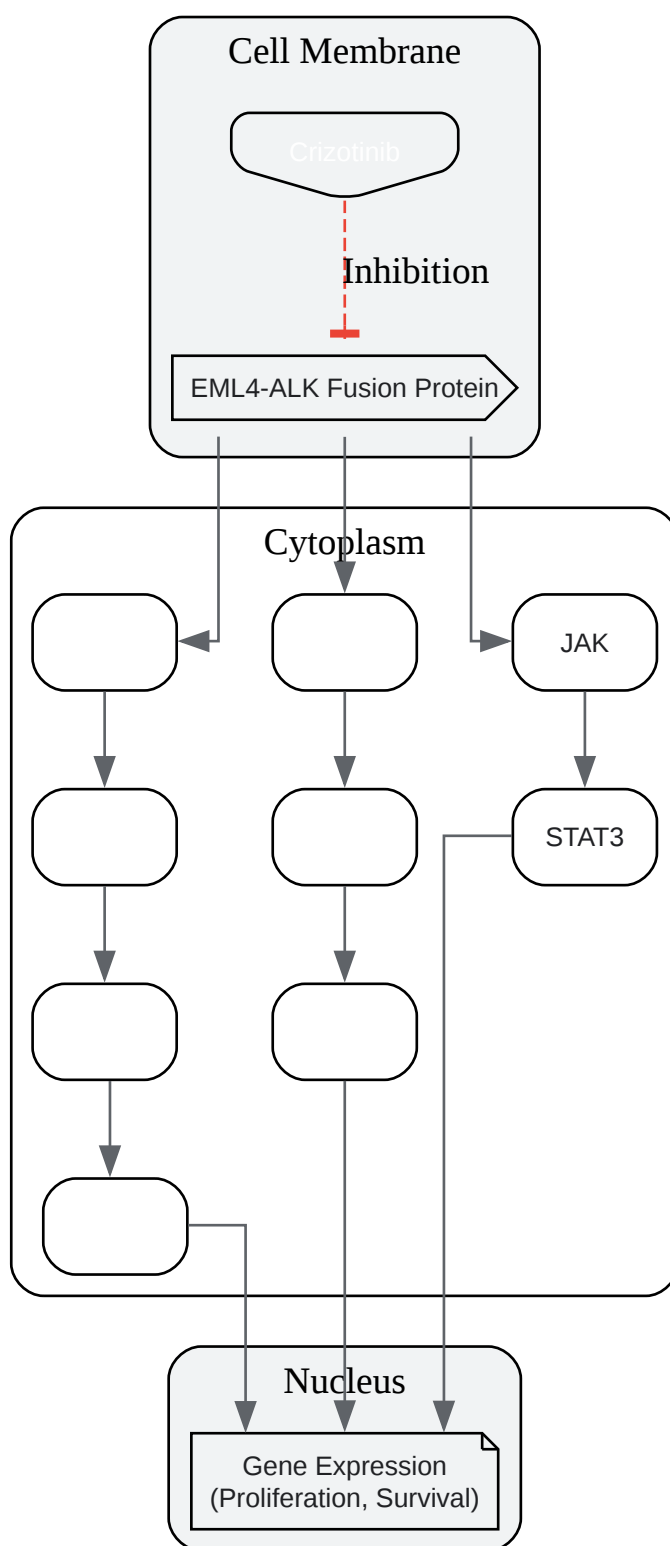 Cell Membrane
Crizotinib
Inhibition
EML4-ALK Fusion Protein
Cytoplasm
JAK
STAT3
Nucleus
Gene Expression
(Proliferation, Survival)